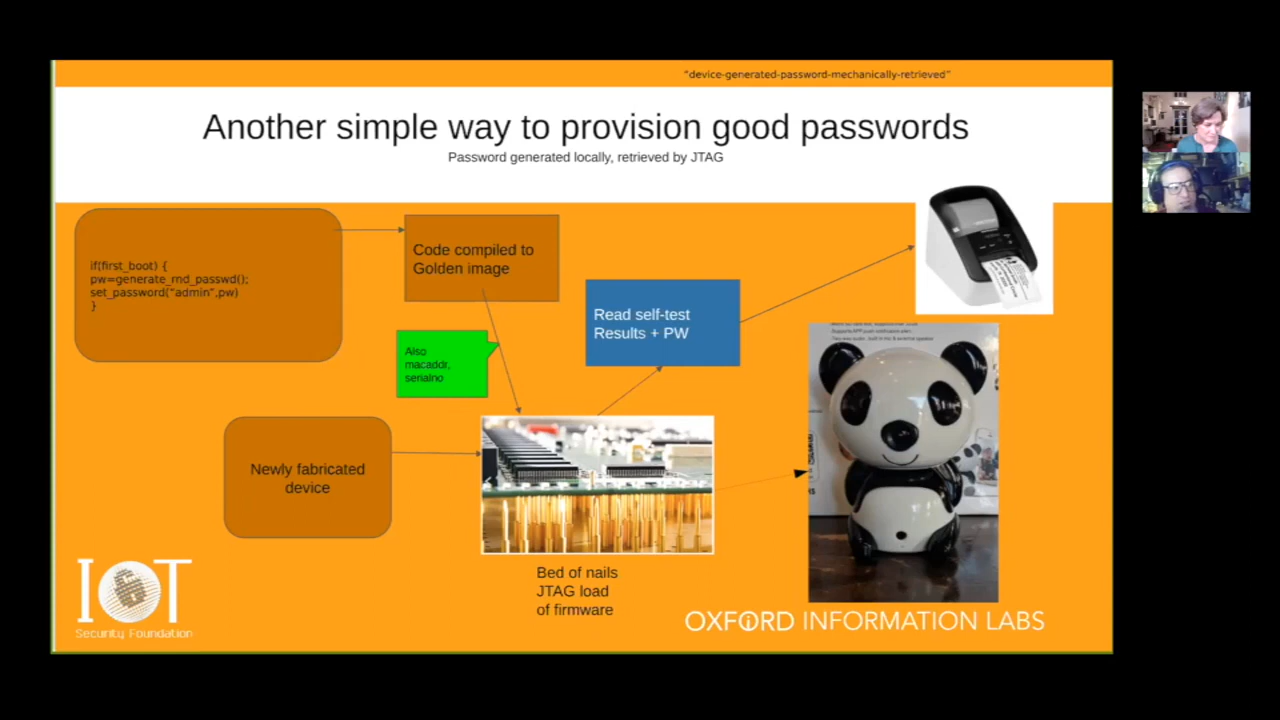 “device-generated-password-mechanically-retrieved”
Another simple way to provision good passwords
Password generated locally, retrieved by JTAG
if(first_boot) {
pw=generate_rnd_passwd();
set_password("admin",pw)
}
Code compiled to
Golden image
Read self-test
Results + PW
Also
macaddr,
serialno
Newly fabricated
device
Bed of nails
JTAG load
of firmware
IOT
Security Foundation
OXFORD INFORMATION LABS